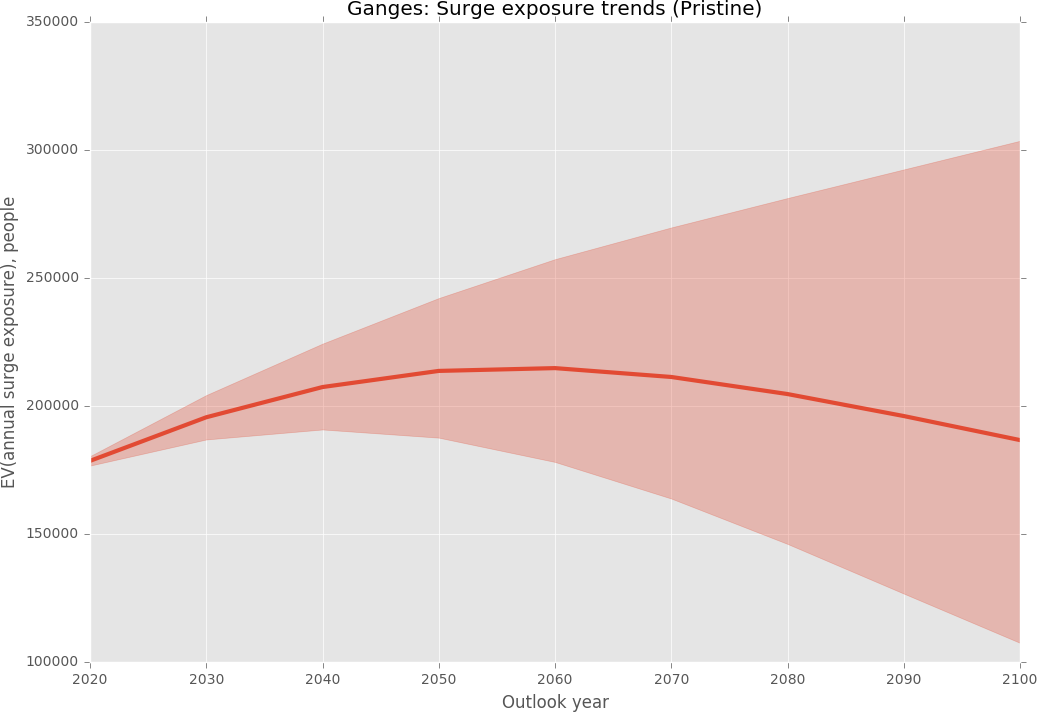 Ganges: Surge exposure trends (Pristine)
350000
300000
250000
200000
150000
100000
EV(annual surge exposure), people
2020 2030 2040 2050 2060 2070 2080 2090 2100
Outlook year